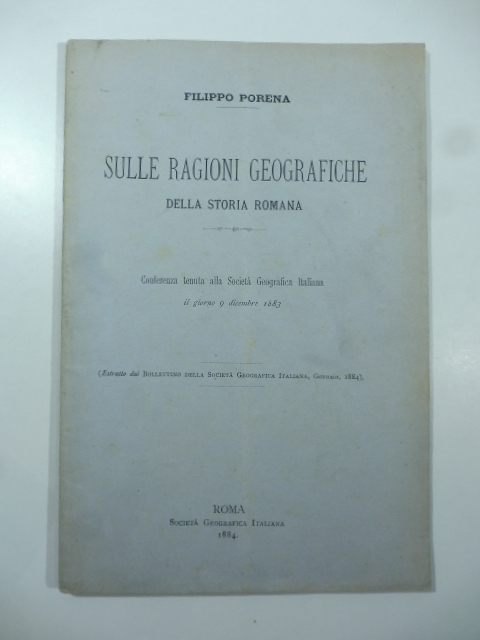 FILIPPO PORENA
SULLE RAGIONI GEOGRAFICHE
DELLA STORIA ROMANA
Conferenza tenuta alla Società Geografica Italiana
il giorno 9 dicembre 1883
(Estratto dal BOLLETTINO DELLA SOCIETÀ GEOGRAFICA ITALIANA, Gennaio, 1884).
ROMA
SOCIETÀ GEOGRAFICA ITALIANA
1884.